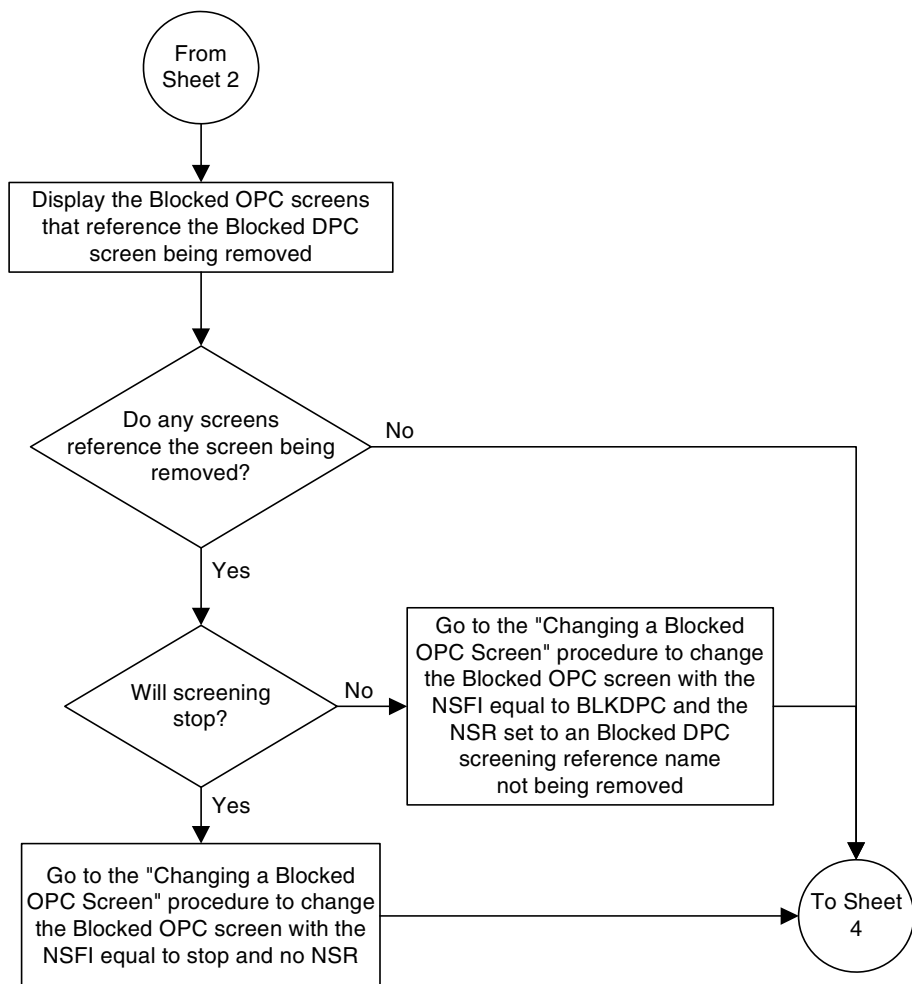 From
Sheet 2
Display the Blocked OPC screens
that reference the Blocked DPC
screen being removed
Do any screens
reference the screen being
removed?
No
Yes
Will screening
stop?
No
Go to the "Changing a Blocked
OPC Screen" procedure to change
the Blocked OPC screen with the
NSFI equal to BLKDPC and the
NSR set to an Blocked DPC
screening reference name
not being removed
Yes
Go to the "Changing a Blocked
OPC Screen" procedure to change
the Blocked OPC screen with the
NSFI equal to stop and no NSR
To Sheet
4